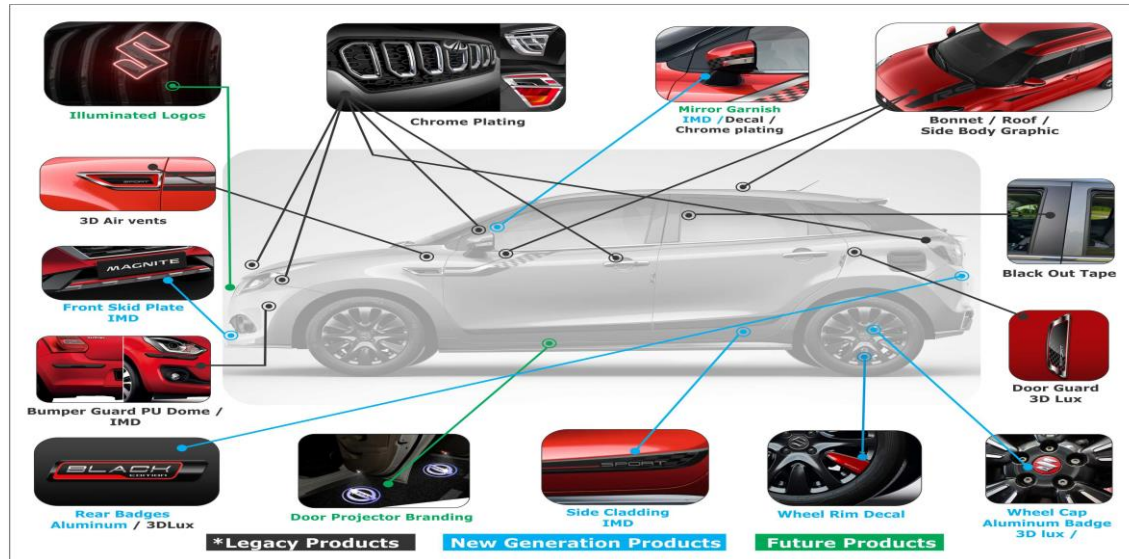 Illuminated Logos
Chrome Plating
Mirror Garnish
IMD /Decal /
Chrome plating
Bonnet / Roof /
Side Body Graphic
SPORT
3D Air vents
Black Out Tape
MAGNITE
Front Skid Plate
IMD
Bumper Guard PU Dome /
IMD
Door Guard
3D Lux
BLACK
EDITION
Rear Badges
Aluminum / 3DLux
Door Projector Branding
SPORT
Side Cladding
IMD
Wheel Rim Decal
Wheel Cap
Aluminum Badge
3D lux /
*Legacy Products
New Generation Products
Future Products